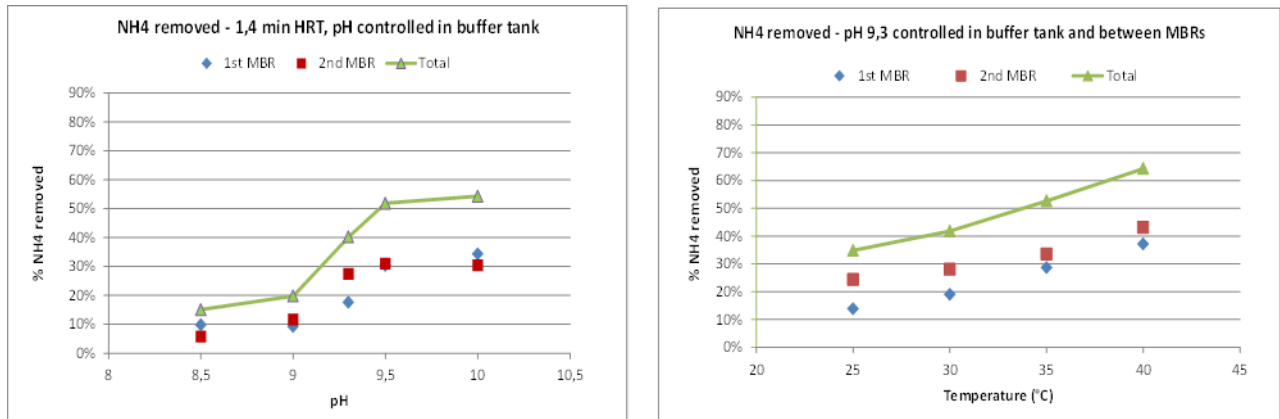 NH4 removed - 1,4 min HRT, pH controlled in buffer tank
1st MBR 2nd MBR Total
90%
80%
70%
60%
50%
40%
30%
20%
10%
0%
% NH4 removed
8 8,5 9 9,5 10 10,5
pH
NH4 removed - pH 9,3 controlled in buffer tank and between MBRs
1st MBR 2nd MBR Total
90%
80%
70%
60%
50%
40%
30%
20%
10%
0%
% NH4 removed
20 25 30 35 40 45
Temperature (°C)